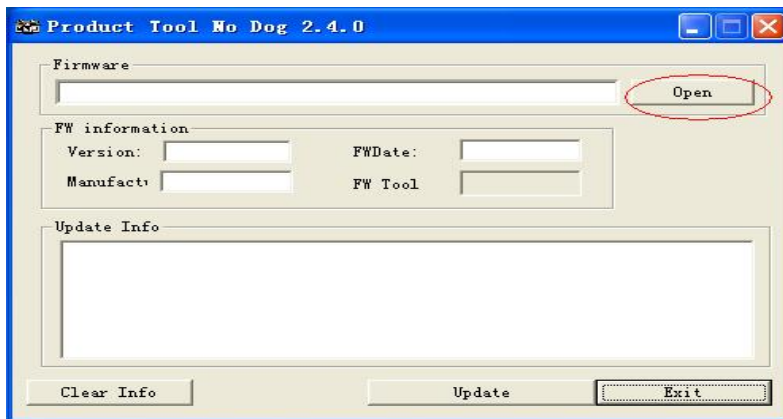 Product Tool No Dog 2.4.0
Firmware
Open
FW information
Version:
FWDate:
Manufactu
FW Tool
Update Info
Clear Info
Update
Exit